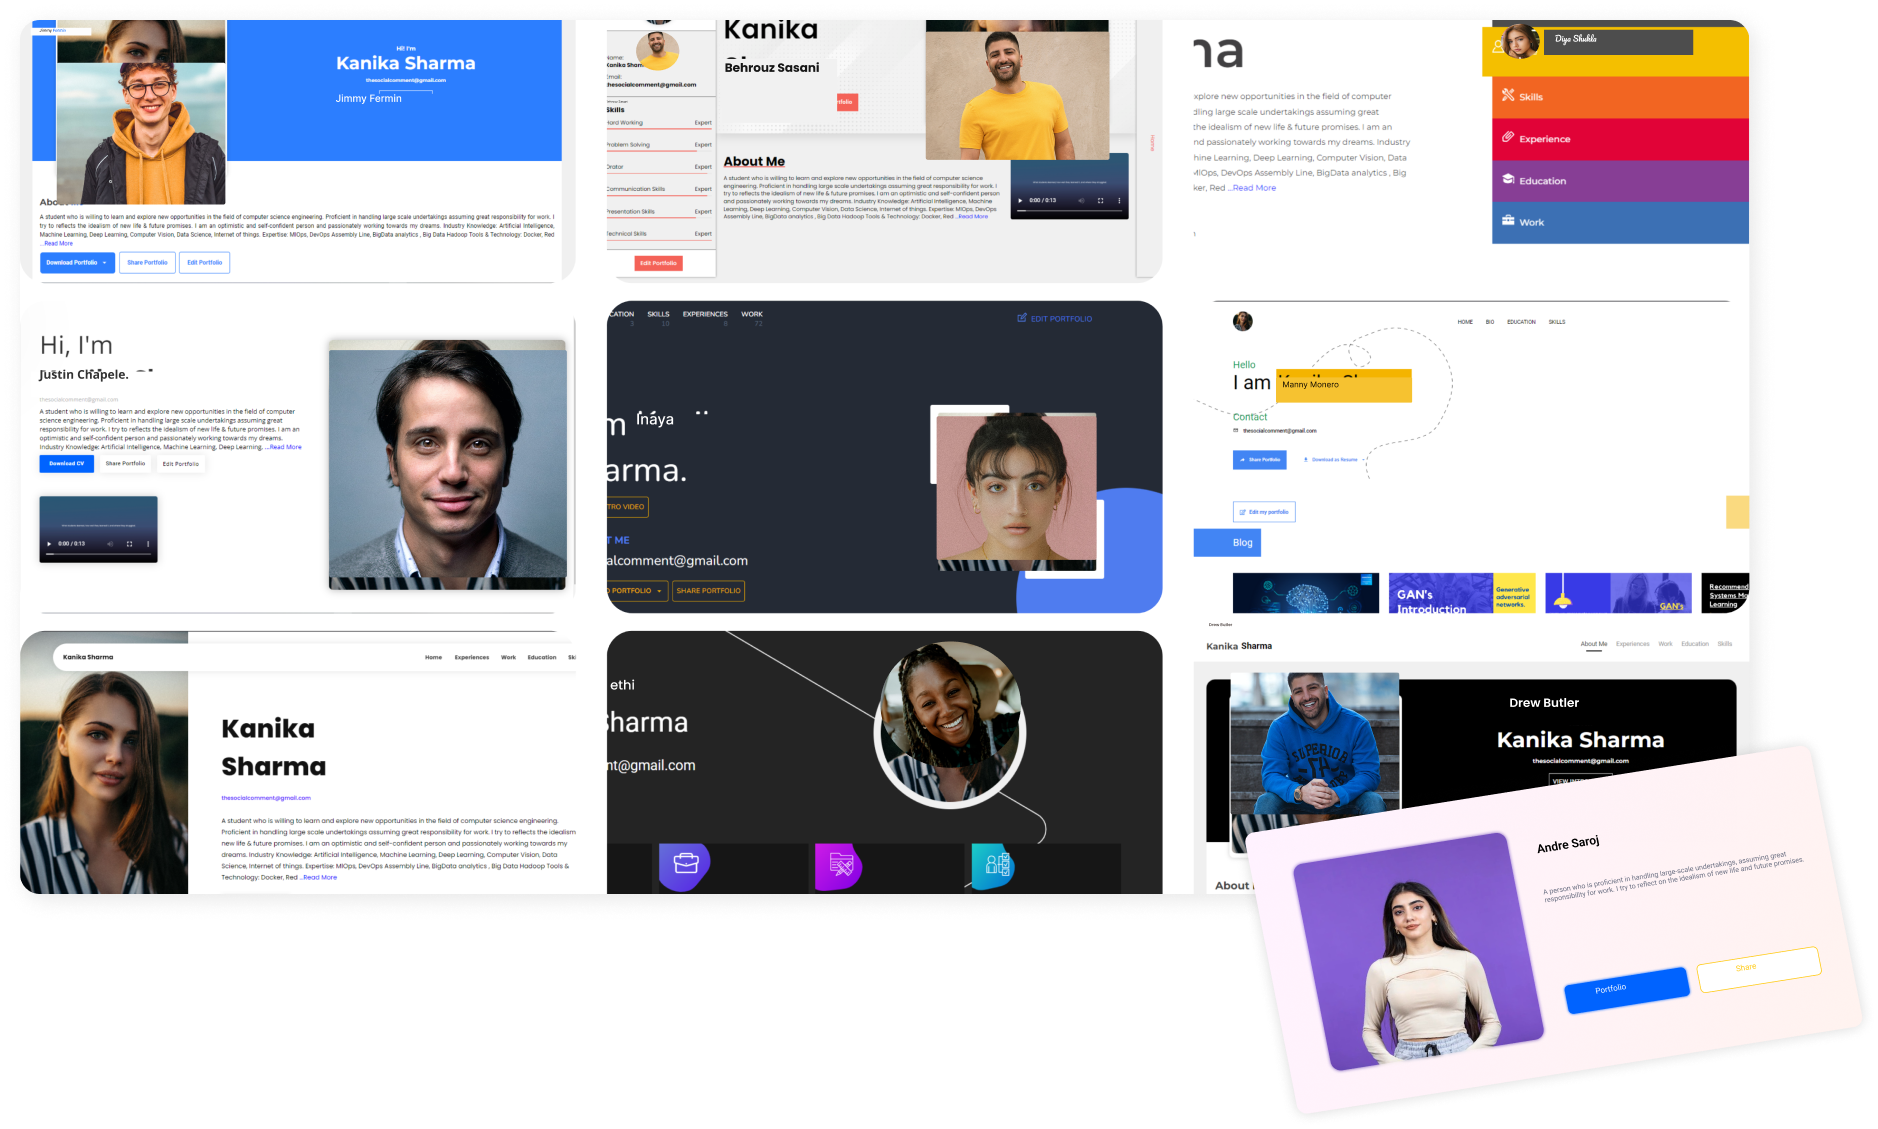 Jimmy Fermin
Hi! I'm
Kanika Sharma
thesocialcomment@gmail.com
Jimmy Fermin
A student who is willing to learn and explore new opportunities in the field of computer science engineering. Proficient in handling large scale undertakings assuming great responsibility for work. I
try to reflects the idealism of new life & future promises. I am an optimistic and self-confident person and passionately working towards my dreams. Industry Knowledge: Artificial Intelligence,
Machine Learning, Deep Learning, Computer Vision, Data Science, Internet of things. Expertise: MlOps, DevOps Assembly Line, BigData analytics , Big Data Hadoop Tools & Technology: Docker, Red
...Read More
Download Portfolio
Share Portfolio
Edit Portfolio
Name:
Kanika Sharm
Email:
thesocialcomment@gmail.com
Skills
Hard Working Expert
Problem Solving Expert
Orator Expert
Communication Skills Expert
Presentation Skills Expert
Technical Skills Expert
Edit Portfolio
Kanika
Behrouz Sasani
rtfolio
About Me
A student who is willing to learn and explore new opportunities in the field of computer science
engineering. Proficient in handling large scale undertakings assuming great responsibility for work. I
try to reflects the idealism of new life & future promises. I am an optimistic and self-confident person
and passionately working towards my dreams. Industry Knowledge: Artificial Intelligence, Machine
Learning, Deep Learning, Computer Vision, Data Science, Internet of things. Expertise: MlOps, DevOps
Assembly Line, BigData analytics , Big Data Hadoop Tools & Technology: Docker, Red ...Read More
0:00 / 0:13
Home
na
xplore new opportunities in the field of computer
dling large scale undertakings assuming great
the idealism of new life & future promises. I am an
nd passionately working towards my dreams. Industry
hine Learning, Deep Learning, Computer Vision, Data
MlOps, DevOps Assembly Line, BigData analytics , Big
ker, Red ...Read More
Diya Shukla
Skills
Experience
Education
Work
Hi, I'm
Justin Chapele.
thesocialcomment@gmail.com
A student who is willing to learn and explore new opportunities in the field of computer
science engineering. Proficient in handling large scale undertakings assuming great
responsibility for work. I try to reflects the idealism of new life & future promises. I am an
optimistic and self-confident person and passionately working towards my dreams.
Industry Knowledge: Artificial Intelligence, Machine Learning, Deep Learning, ...Read More
Download CV
Share Portfolio
Edit Portfolio
0:00 / 0:13
CATION SKILLS EXPERIENCES WORK
3 10 6 72
EDIT PORTFOLIO
m Ináya
arma.
TRO VIDEO
T ME
alcomment@gmail.com
PORTFOLIO
SHARE PORTFOLIO
HOME BIO EDUCATION SKILLS
Hello
I am
Manny Monero
Contact
thesocialcomment@gmail.com
Share Portfolio
Download as Resume
Edit my portfolio
Blog
GAN's
Introduction
Generative
adversarial
networks.
GAN's
Recommend
Systems Ma
Learning
Kanika Sharma
Home Experiences Work Education Ski
Kanika
Sharma
thesocialcomment@gmail.com
A student who is willing to learn and explore new opportunities in the field of computer science engineering.
Proficient in handling large scale undertakings assuming great responsibility for work. I try to reflects the idealism
new life & future promises. I am an optimistic and self-confident person and passionately working towards my
dreams. Industry Knowledge: Artificial Intelligence, Machine Learning, Deep Learning, Computer Vision, Data
Science, Internet of things. Expertise: MlOps, DevOps Assembly Line, BigData analytics , Big Data Hadoop Tools &
Technology: Docker, Red ...Read More
ethi
Sharma
nt@gmail.com
Drew Butler
Kanika Sharma
About Me Experiences Work Education Skills
Drew Butler
Kanika Sharma
thesocialcomment@gmail.com
SUPERIOR
About
Andre Saroj
A person who is proficient in handling large-scale undertakings, assuming great
responsibility for work. I try to reflect on the idealism of new life and future promises.
Portfolio
Share